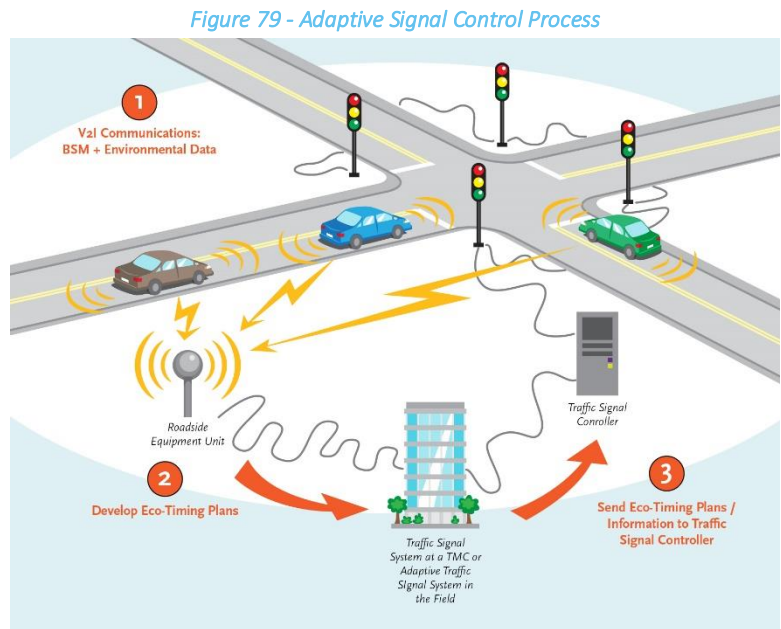 Figure 79 - Adaptive Signal Control Process
1
V2I Communications:
BSM + Environmental Data
Roadside
Equipment Unit
Traffic Signal
Conroller
2
Develop Eco-Timing Plans
3
Send Eco-Timing Plans /
Information to Traffic
Signal Controller
Traffic Signal
System at a TMC or
Adaptive Traffic
SIgnal System in
the Field